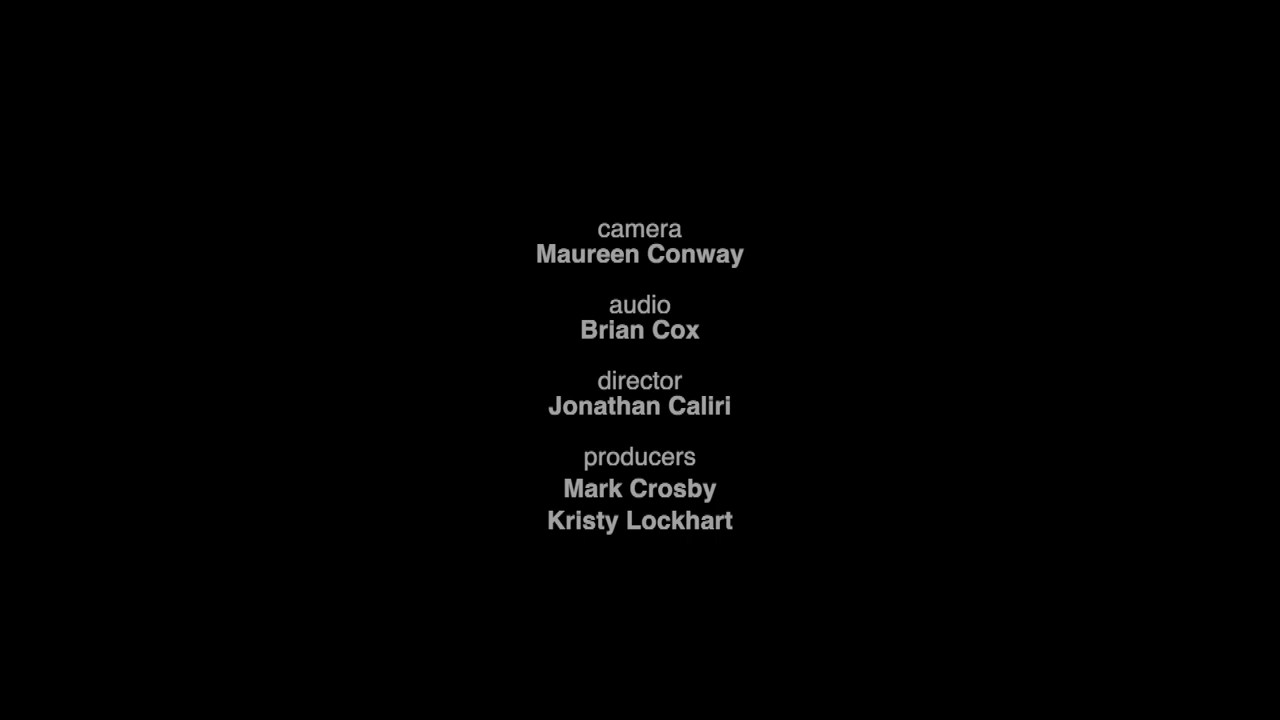 camera
Maureen Conway
audio
Brian Cox
director
Jonathan Caliri
producers
Mark Crosby
Kristy Lockhart